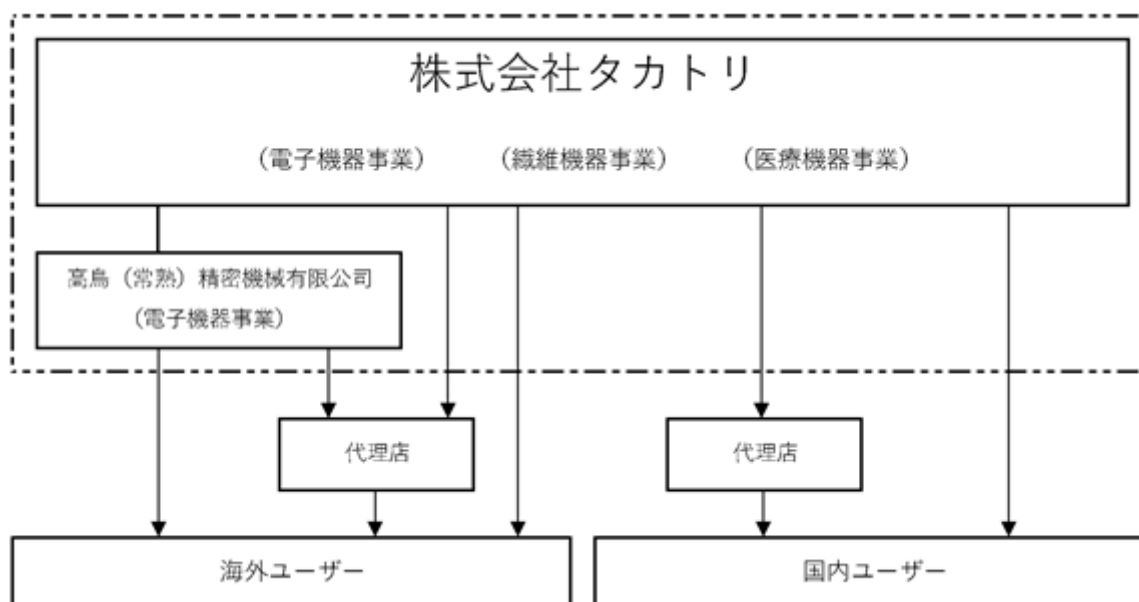 株式会社タカトリ
（電子機器事業） （繊維機器事業） （医療機器事業）
高鳥（常熟）精密機械有限公司
（電子機器事業）
代理店 代理店
海外ユーザー 国内ユーザー